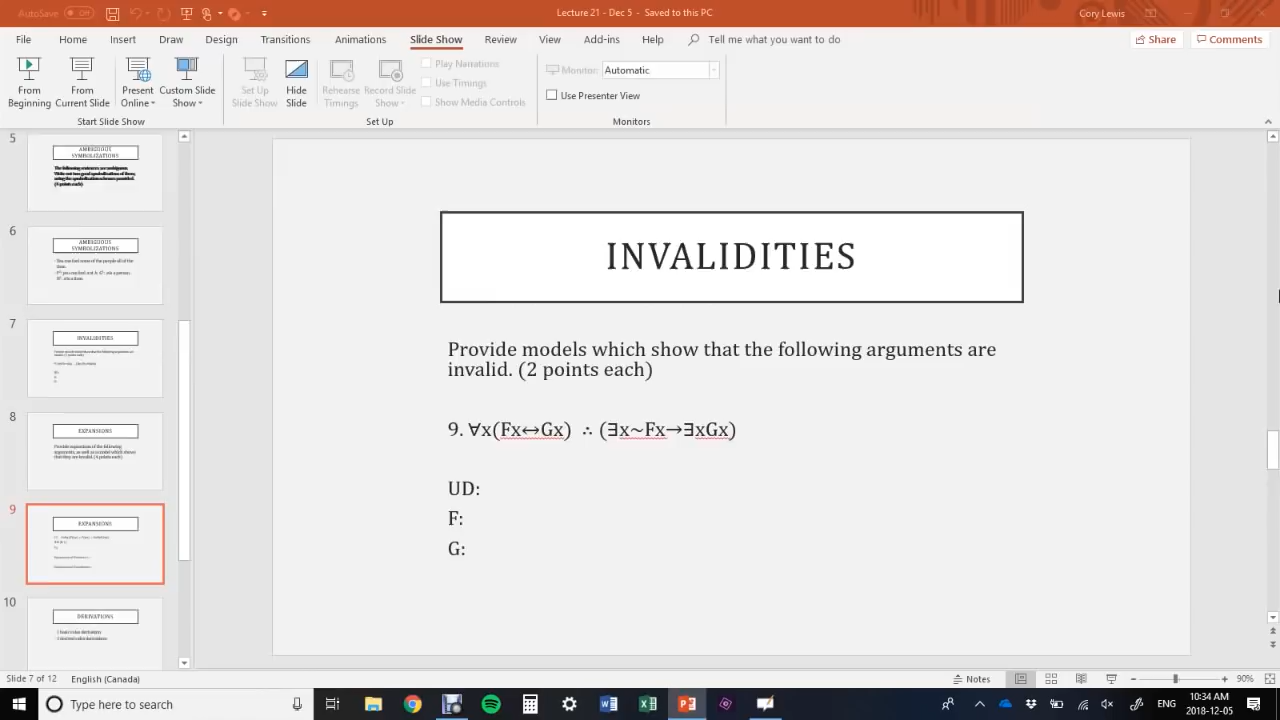 AutoSave Off
Lecture 21 - Dec 5 - Saved to this PC
Cory Lewis
File Home Insert Draw Design Transitions Animations Slide Show Review View Add-ins Help Tell me what you want to do
Share Comments
From Beginning
From Current Slide
Present Online
Custom Slide Show
Set Up Slide Show
Hide Slide
Rehearse Timings
Record Slide Show
Play Narrations
Use Timings
Show Media Controls
Monitor: Automatic
Use Presenter View
Start Slide Show
Set Up
Monitors
5
AMBIGUOUS
SYMBOLIZATIONS
6
AMBIGUOUS
SYMBOLIZATIONS
7
INVALIDITIES
8
EXPANSIONS
9
EXPANSIONS
10
DERIVATIONS
INVALIDITIES
Provide models which show that the following arguments are
invalid. (2 points each)
9. ∀x(Fx↔Gx) ∴ (∃x~Fx→∃xGx)
UD:
F:
G:
Slide 7 of 12
English (Canada)
Notes
90%
Type here to search
ENG
10:34 AM
2018-12-05